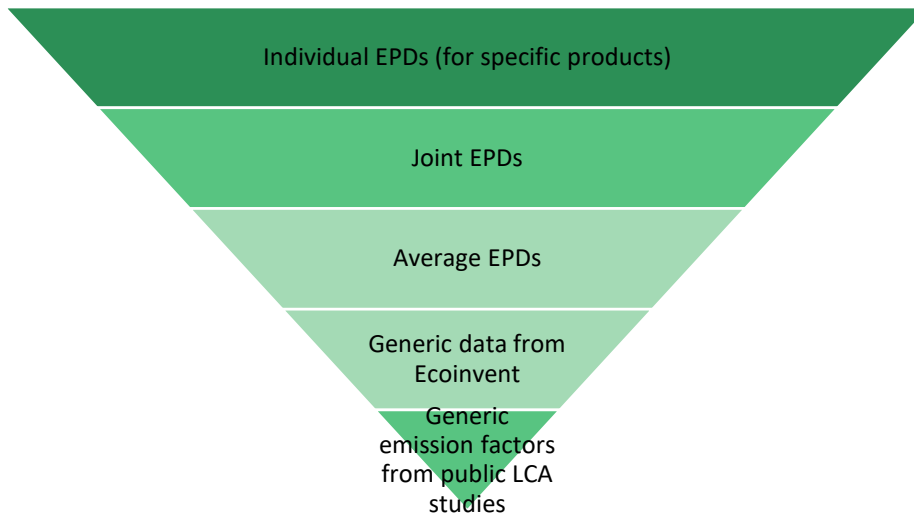 Individual EPDs (for specific products)
Joint EPDs
Average EPDs
Generic data from
Ecoinvent
Generic
emission factors
from public LCA
studies